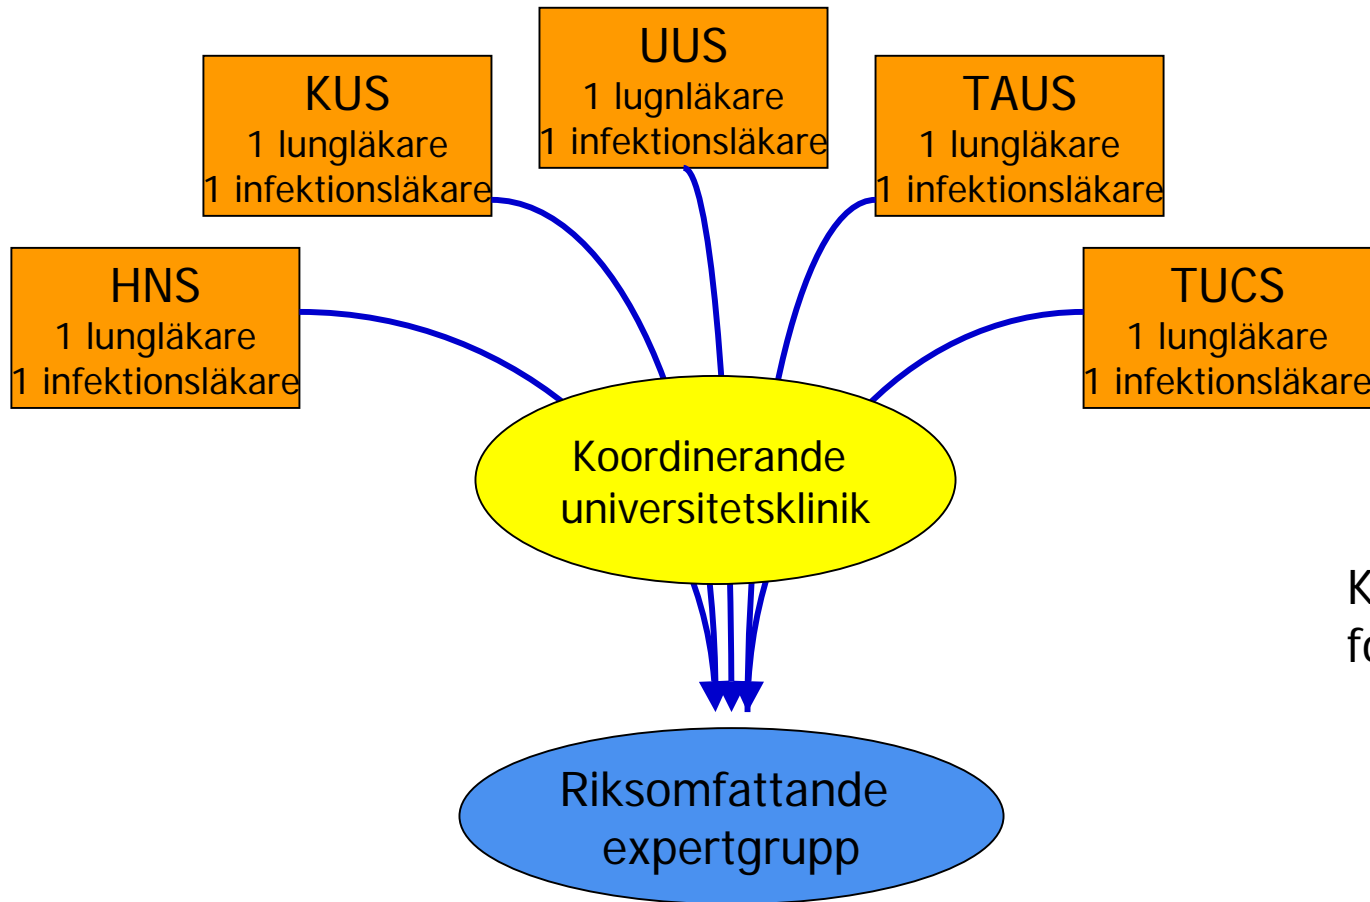 UUS
1 lugnläkare
1 infektionsläkare
KUS
1 lungläkare
1 infektionsläkare
TAUS
1 lungläkare
1 infektionsläkare
HNS
1 lungläkare
1 infektionsläkare
TUCS
1 lungläkare
1 infektionsläkare
Koordinerande
universitetsklinik
Riksomfattande
expertgrupp